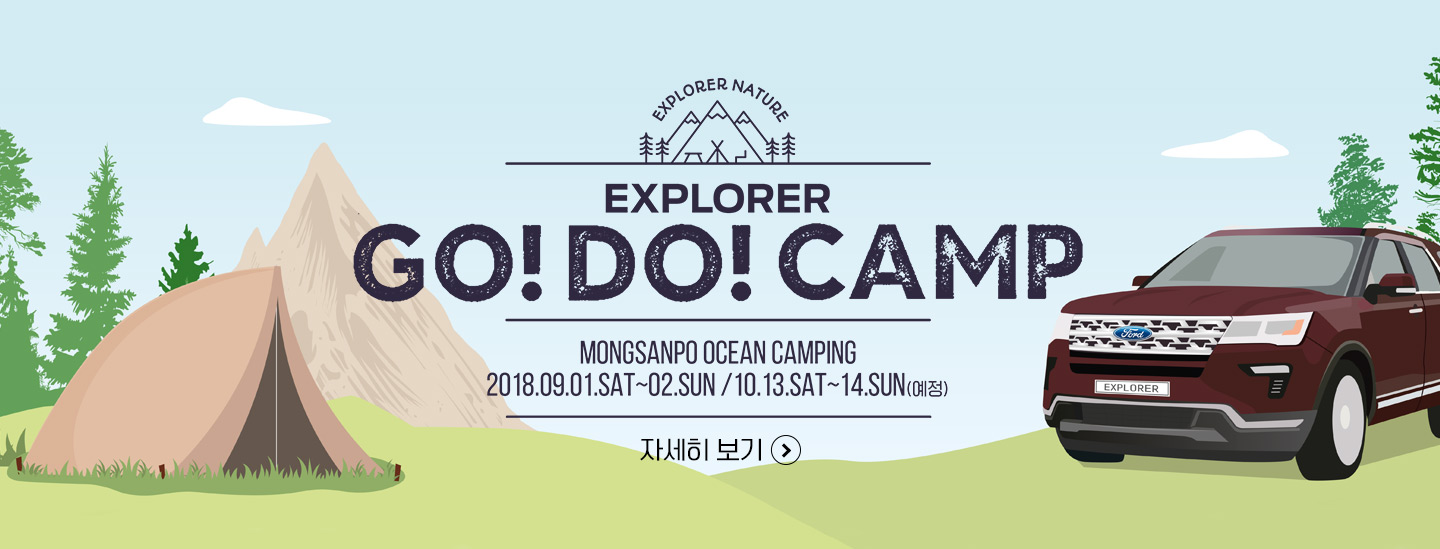 EXPLORER NATURE
EXPLORER
GO! DO! CAMP
MONGSANPO OCEAN CAMPING
2018.09.01.SAT~02.SUN / 10.13.SAT~14.SUN(예정)
자세히 보기
Ford
EXPLORER